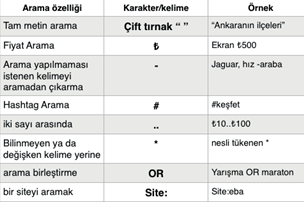 Arama özelliği Karakter/kelime Örnek
Tam metin arama Çift tırnak “ ” “Ankaranın ilçeleri”
Fiyat Arama ₺ Ekran ₺500
Arama yapılmaması
istenen kelimeyi
aramadan çıkarma - Jaguar, hız -araba
Hashtag Arama # #keşfet
iki sayı arasında .. ₺10..₺100
Bilinmeyen ya da
değişken kelime yerine * nesli tükenen *
arama birleştirme OR Yarışma OR maraton
bir siteyi aramak Site: Site:eba